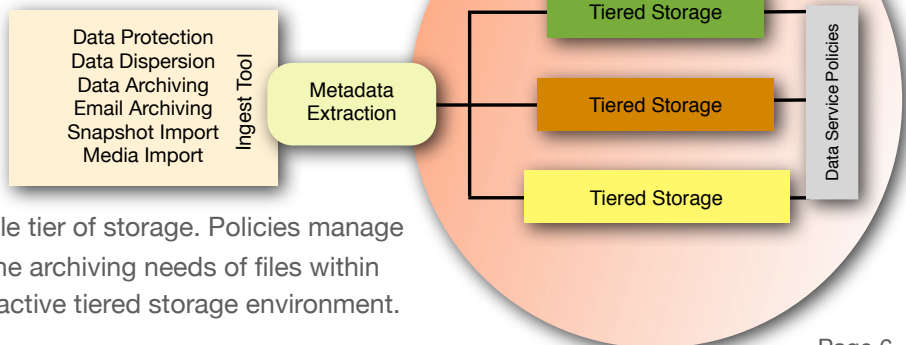 Data Protection
Data Dispersion
Data Archiving
Email Archiving
Snapshot Import
Media Import
Ingest Tool
Metadata
Extraction
Tiered Storage
Tiered Storage
Tiered Storage
Data Service Policies
le tier of storage. Policies manage
ne archiving needs of files within
active tiered storage environment.
Page 6